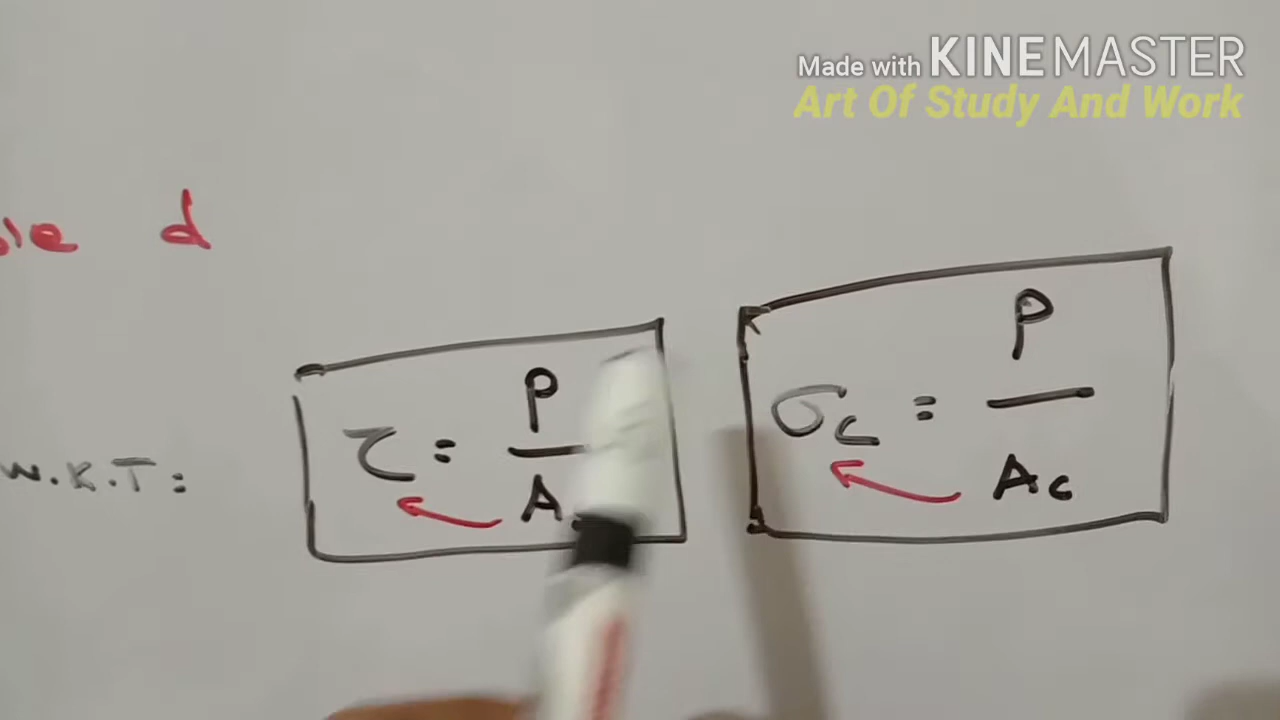 Made with KINEMASTER
Art Of Study And Work
d
W.K.T:
τ = P / A
σc = P / Ac